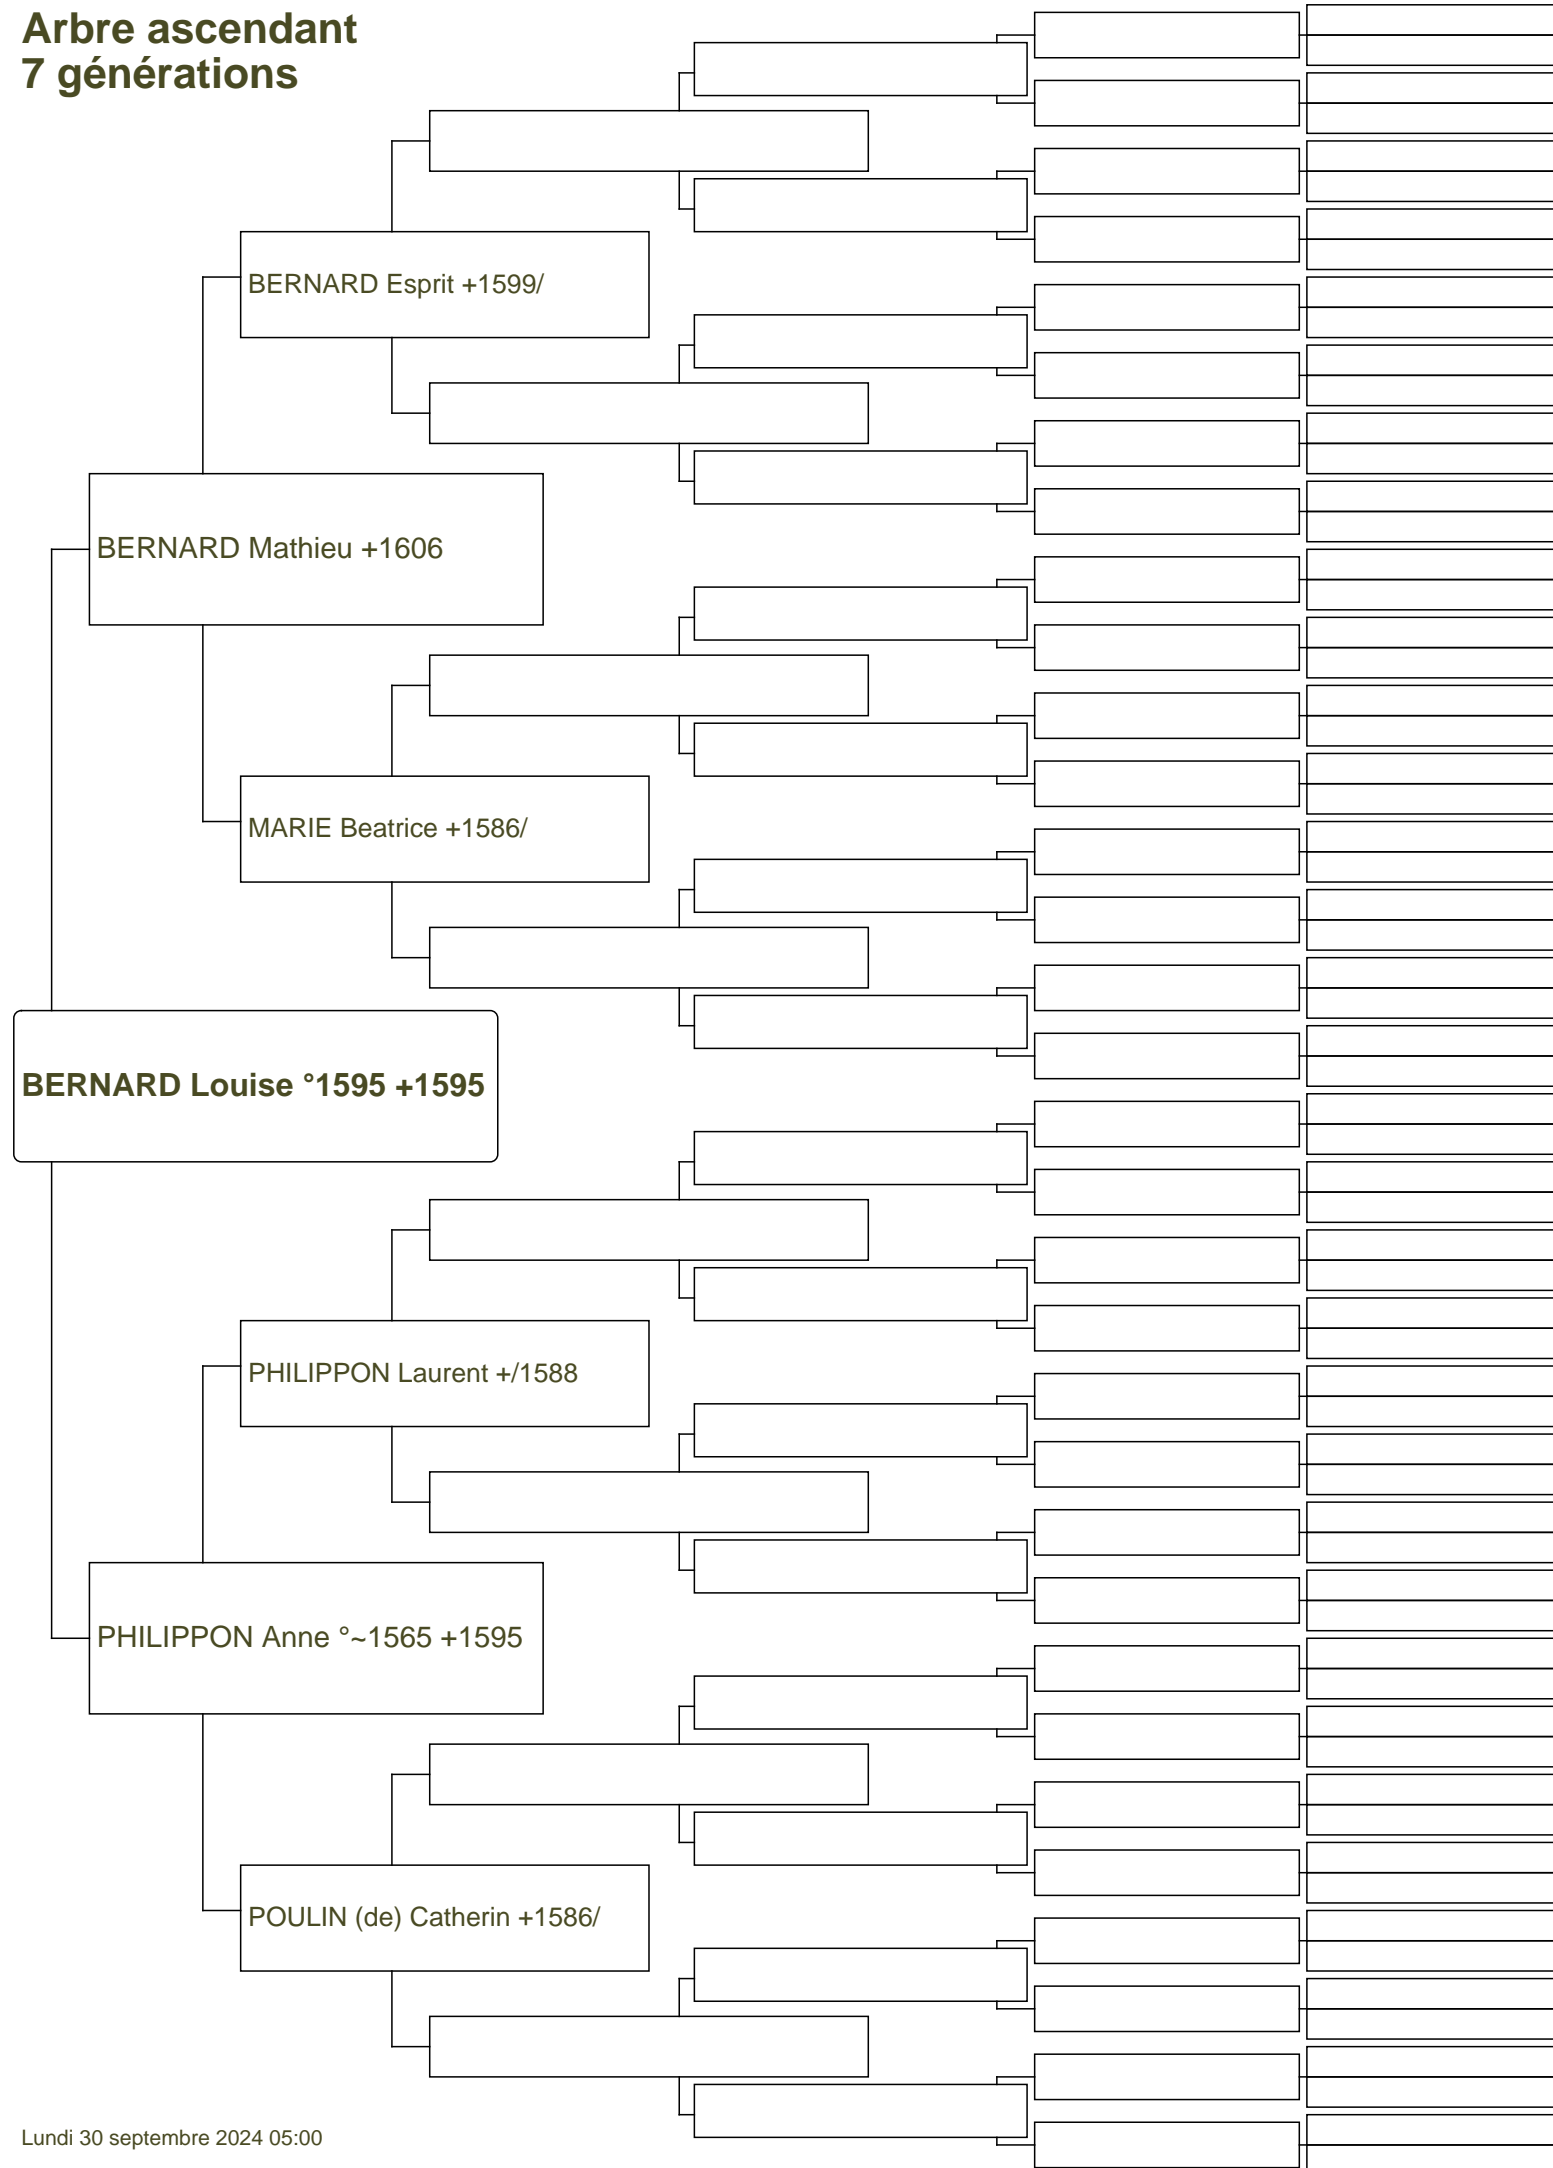 Arbre ascendant
7 générations
BERNARD Esprit +1599/
BERNARD Mathieu +1606
MARIE Beatrice +1586/
BERNARD Louise °1595 +1595
PHILIPPON Laurent +/1588
PHILIPPON Anne °~1565 +1595
POULIN (de) Catherin +1586/
Lundi 30 septembre 2024 05:00